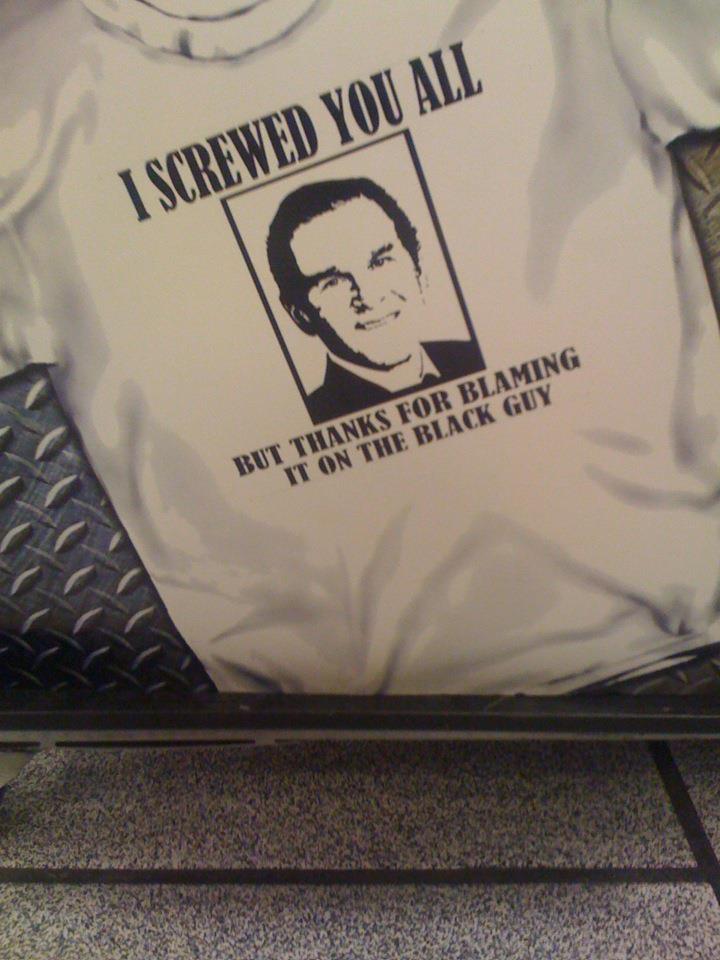 I SCREWED YOU ALL
BUT THANKS FOR BLAMING
IT ON THE BLACK GUY